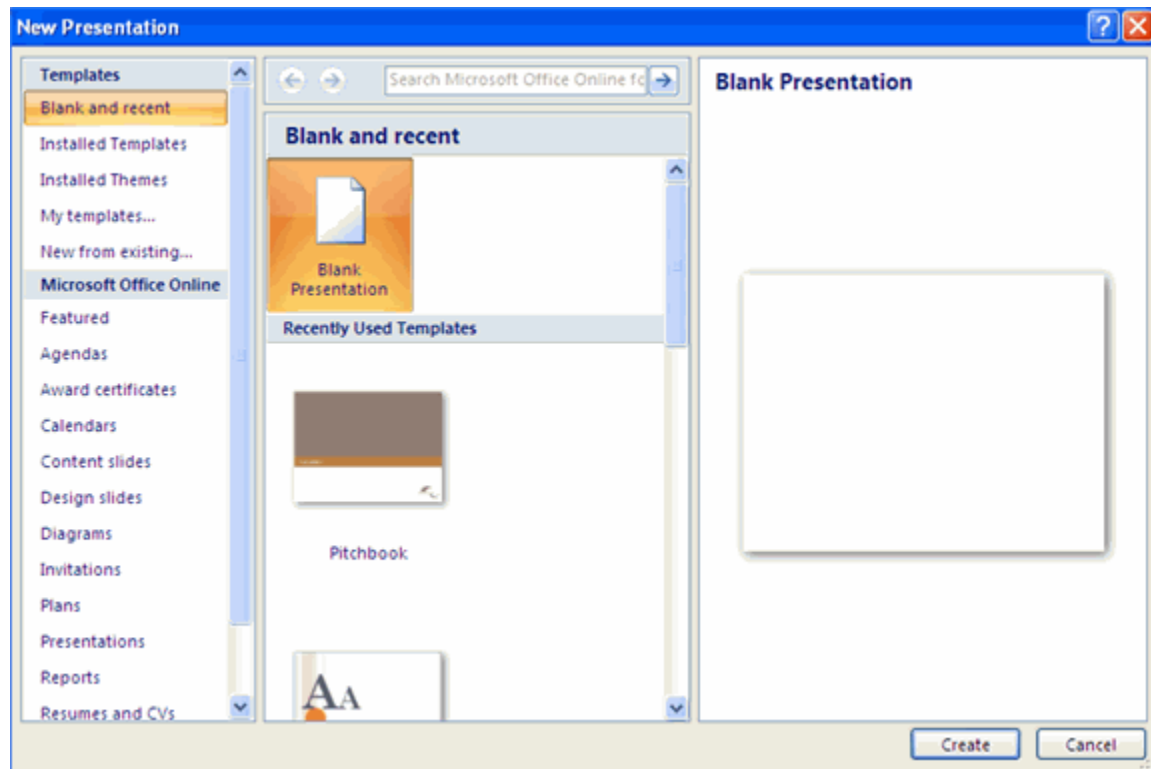 New Presentation
Templates
Blank and recent
Installed Templates
Installed Themes
My templates...
New from existing...
Microsoft Office Online
Featured
Agendas
Award certificates
Calendars
Content slides
Design slides
Diagrams
Invitations
Plans
Presentations
Reports
Resumes and CVs
Search Microsoft Office Online fo
Blank and recent
Blank
Presentation
Recently Used Templates
Pitchbook
AA
Blank Presentation
Create
Cancel